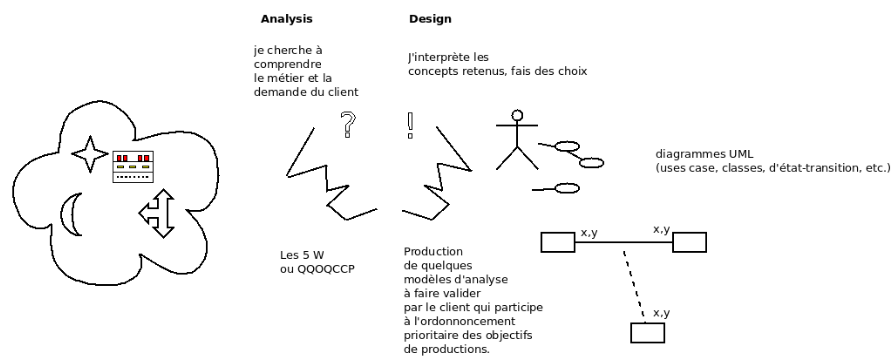 Analysis
je cherche à
comprendre
le métier et la
demande du client
?
Design
J'interprète les
concepts retenus, fais des choix
!
diagrammes UML
(uses case, classes, d'état-transition, etc.)
Les 5 W
ou QQOQCCP
Production
de quelques
modèles d'analyse
à faire valider
par le client qui participe
à l'ordonnoncement
prioritaire des objectifs
de productions.
x,y
x,y
x,y